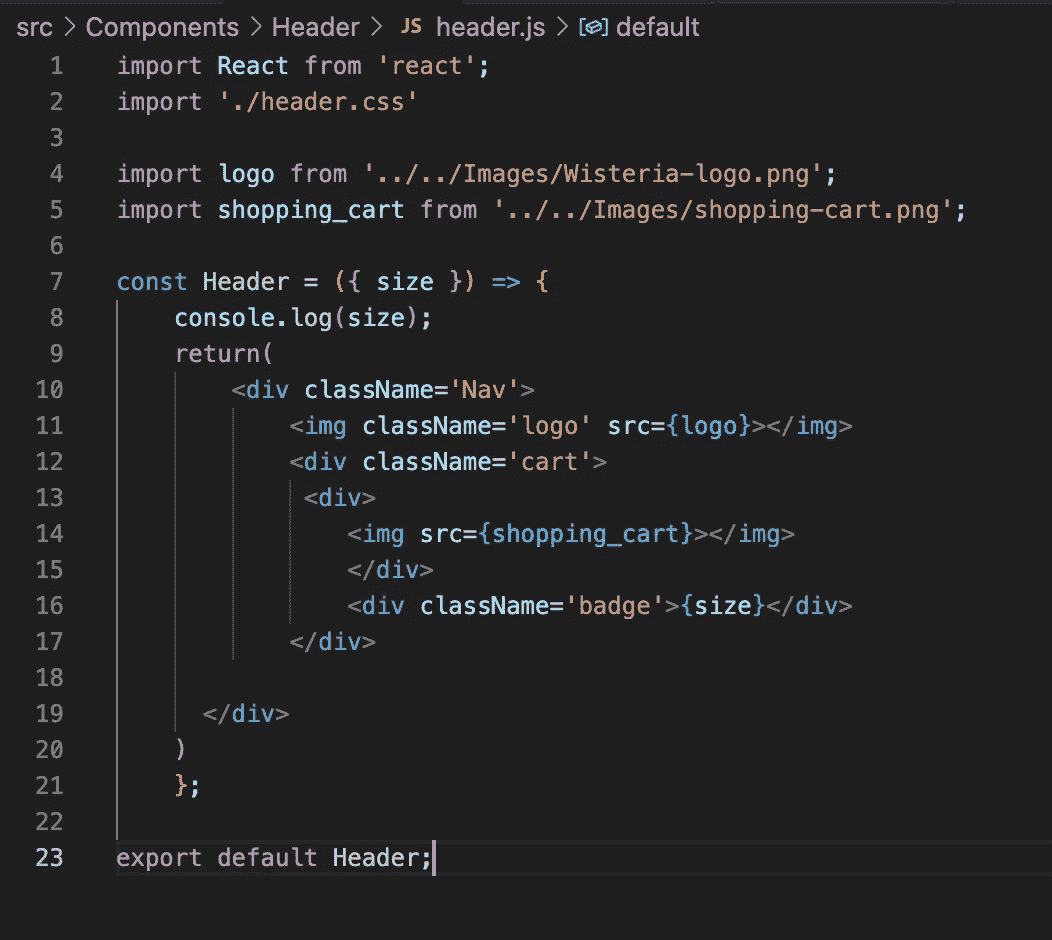 src > Components > Header > JS header.js > default
1 import React from 'react';
2 import './header.css'
3
4 import logo from '../../Images/Wisteria-logo.png';
5 import shopping_cart from '../../Images/shopping-cart.png';
6
7 const Header = ({ size }) => {
8     console.log(size);
9     return(
10         <div className='Nav'>
11             <img className='logo' src={logo}></img>
12             <div className='cart'>
13              <div>
14                 <img src={shopping_cart}></img>
15                 </div>
16                 <div className='badge'>{size}</div>
17             </div>
18
19       </div>
20     )
21     };
22
23 export default Header;